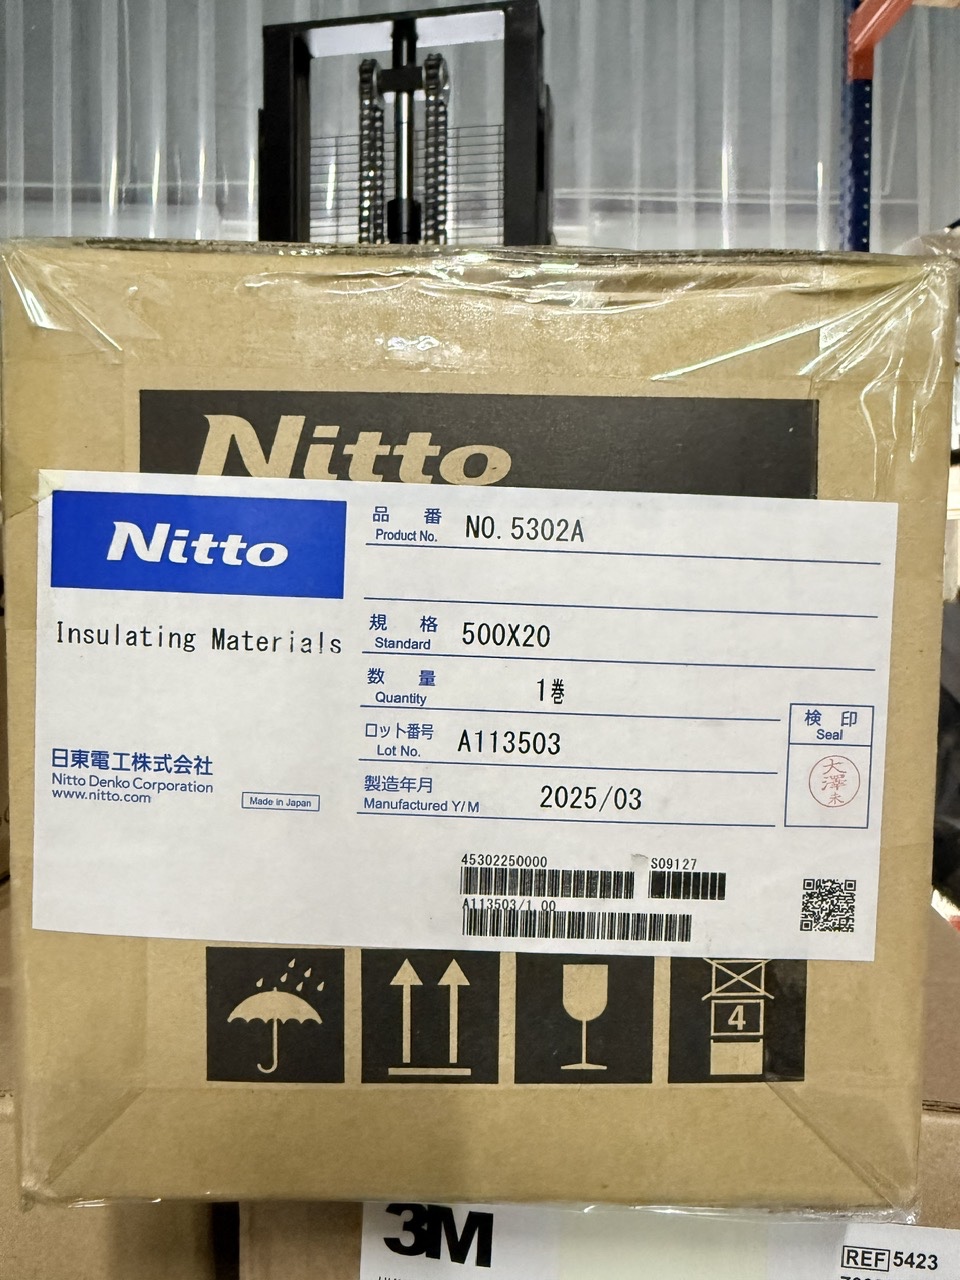 Nitto
Nitto
Insulating Materials
日東電工株式会社
Nitto Denko Corporation
www.nitto.com
Made in Japan
品番 NO. 5302A
Product No.
規格 500X20
Standard
数量 1巻
Quantity
ロット番号 A113503
Lot No.
製造年月 2025/03
Manufactured Y/M
検印
Seal
大澤
45302250000 S09127
A113503/1.00
4
3M
REF 5423